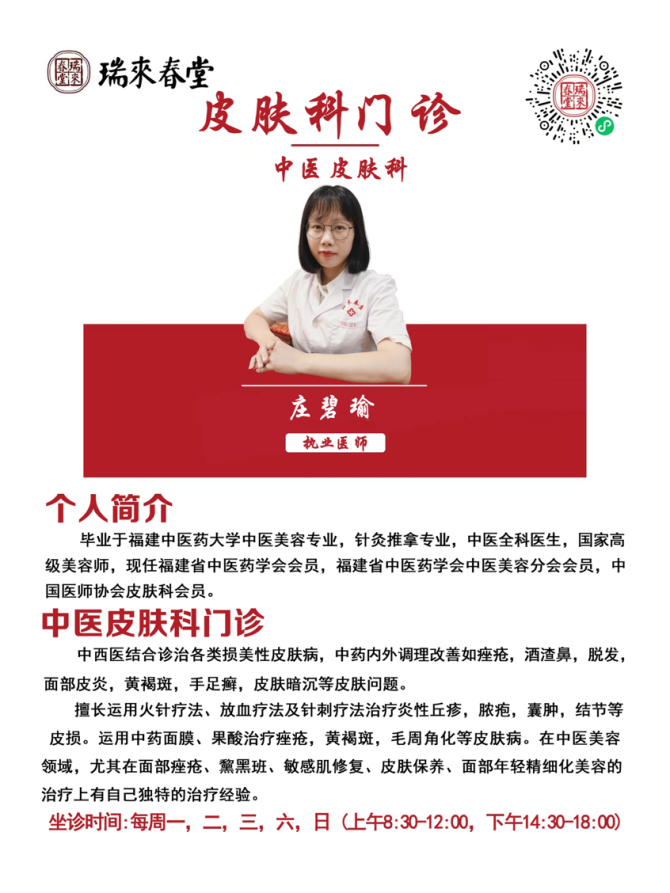 瑞來春堂
皮肤科门诊
中医皮肤科
庄碧瑜
执业医师
个人简介
毕业于福建中医药大学中医美容专业，针灸推拿专业，中医全科医生，国家高
级美容师，现任福建省中医药学会会员，福建省中医药学会中医美容分会会员，中
国医师协会皮肤科会员。
中医皮肤科门诊
中西医结合诊治各类损美性皮肤病，中药内外调理改善如痤疮，酒渣鼻，脱发，
面部皮炎，黄褐斑，手足癣，皮肤暗沉等皮肤问题。
擅长运用火针疗法、放血疗法及针刺疗法治疗炎性丘疹，脓疱，囊肿，结节等
皮损。运用中药面膜、果酸治疗痤疮，黄褐斑，毛周角化等皮肤病。在中医美容
领域，尤其在面部痤疮、黧黑班、敏感肌修复、皮肤保养、面部年轻精细化美容的
治疗上有自己独特的治疗经验。
坐诊时间:每周一，二，三，六，日（上午8:30-12:00，下午14:30-18:00）